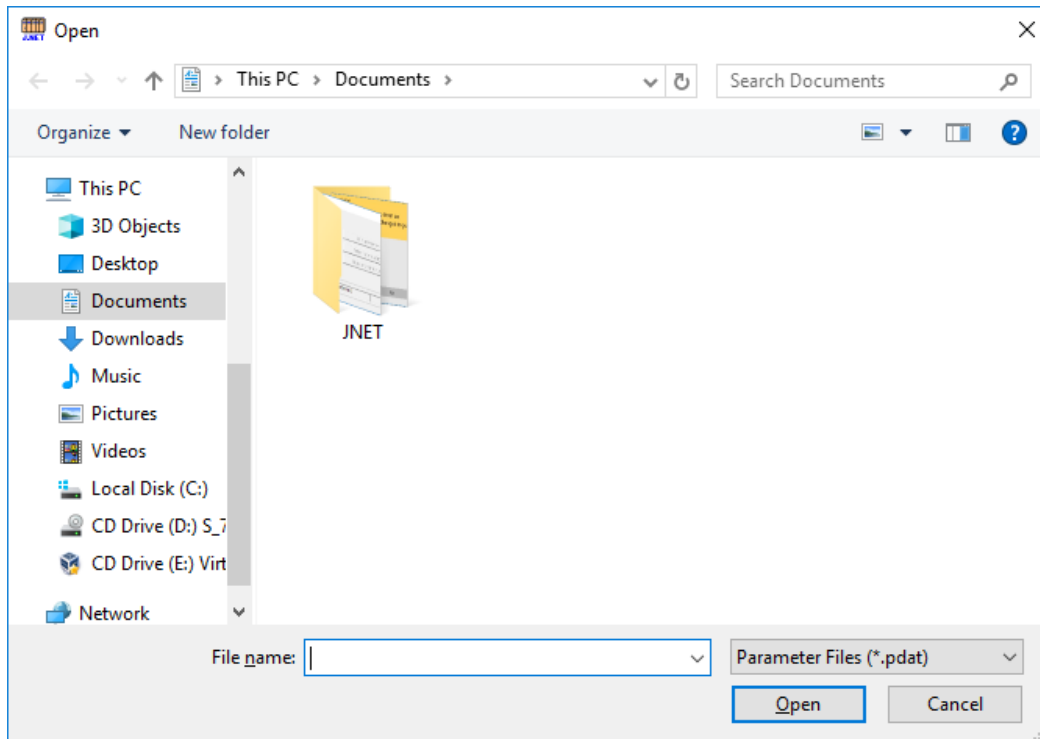 Open
This PC > Documents >
Search Documents
Organize
New folder
This PC
3D Objects
Desktop
Documents
Downloads
Music
Pictures
Videos
Local Disk (C:)
CD Drive (D:) S_7
CD Drive (E:) Virt
Network
JNET
File name:
Parameter Files (*.pdat)
Open
Cancel